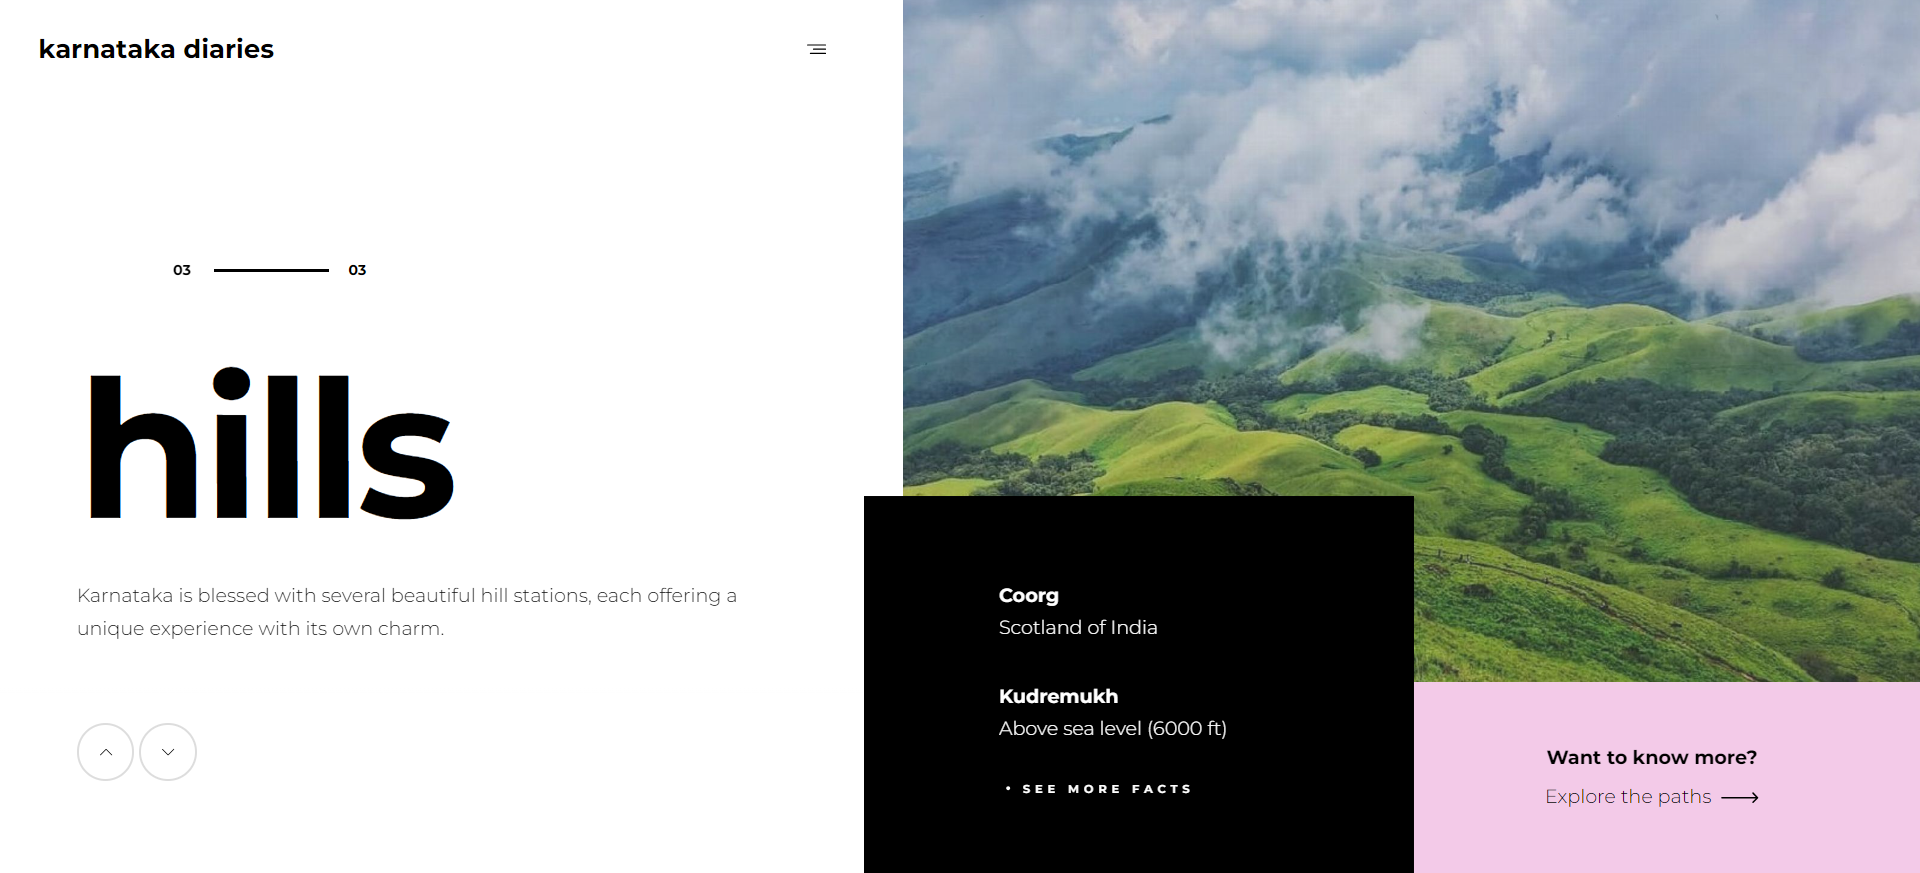 karnataka diaries
03 03
hills
Karnataka is blessed with several beautiful hill stations, each offering a
unique experience with its own charm.
Coorg
Scotland of India
Kudremukh
Above sea level (6000 ft)
• SEE MORE FACTS
Want to know more?
Explore the paths